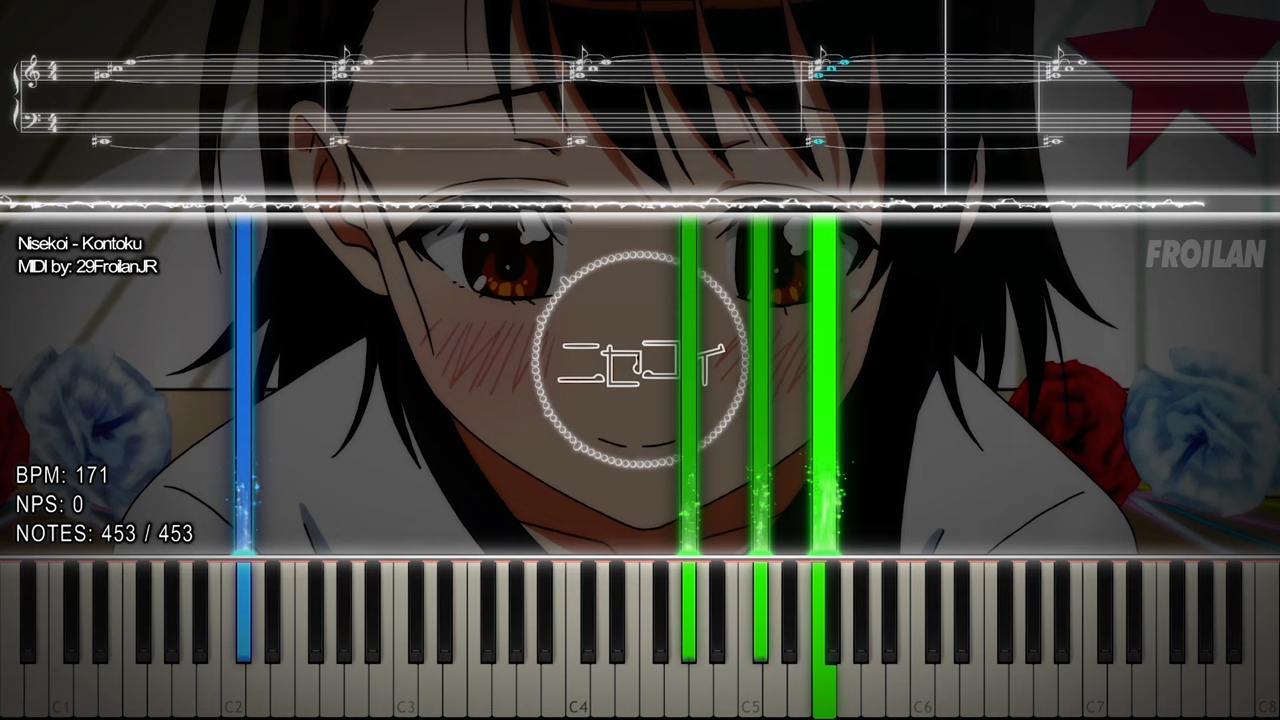 Nisekoi - Kontoku
MIDI by: 29FroilanJR
FROILAN
ニセコイ
BPM: 171
NPS: 0
NOTES: 453 / 453
C1 C2 C3 C4 C5 C6 C7 C8